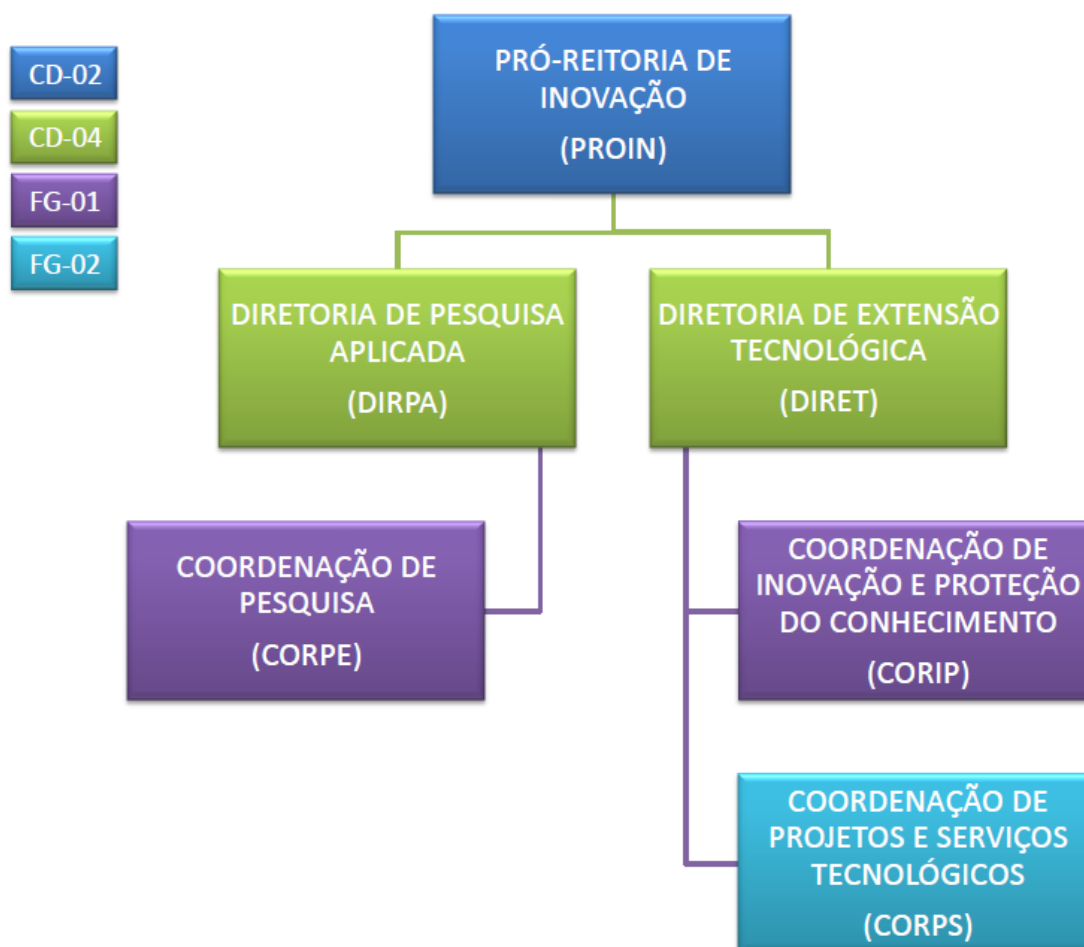 CD-02
CD-04
FG-01
FG-02
PRÓ-REITORIA DE
INOVAÇÃO
(PROIN)
DIRETORIA DE PESQUISA
APLICADA
(DIRPA)
DIRETORIA DE EXTENSÃO
TECNOLÓGICA
(DIRET)
COORDENAÇÃO DE
PESQUISA
(CORPE)
COORDENAÇÃO DE
INOVAÇÃO E PROTEÇÃO
DO CONHECIMENTO
(CORIP)
COORDENAÇÃO DE
PROJETOS E SERVIÇOS
TECNOLÓGICOS
(CORPS)